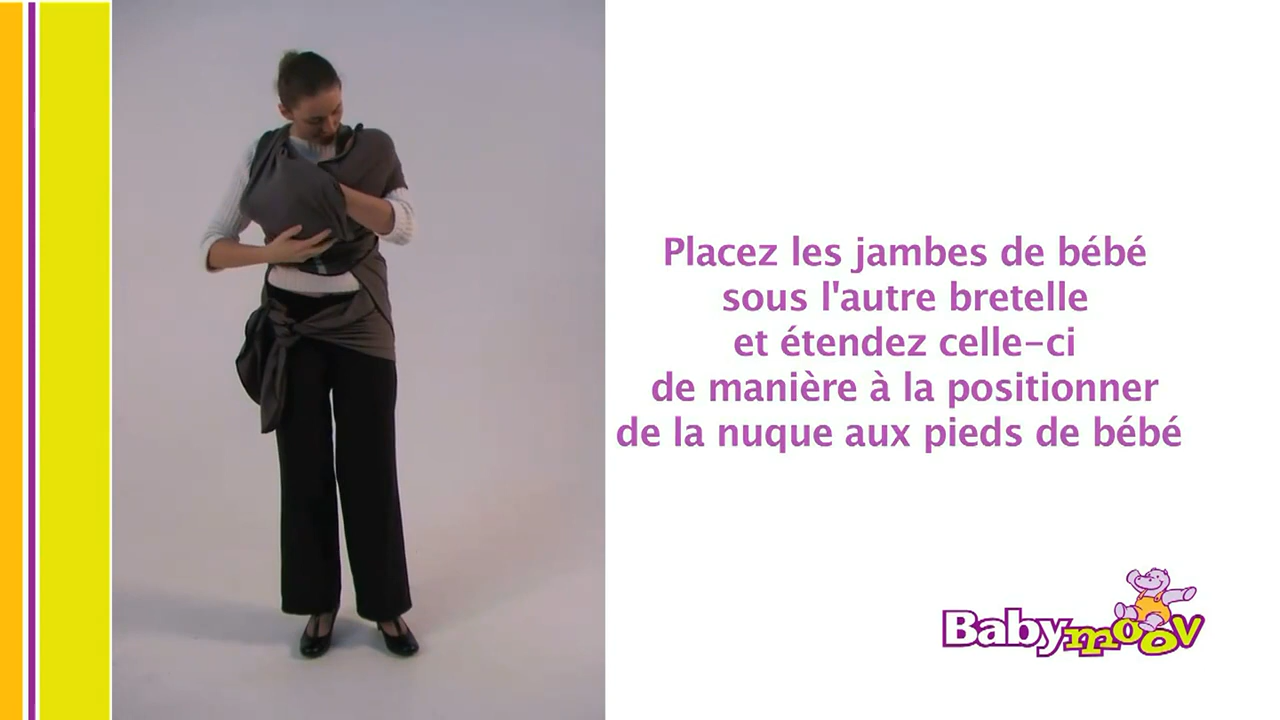 Placez les jambes de bébé
sous l'autre bretelle
et étendez celle-ci
de manière à la positionner
de la nuque aux pieds de bébé
Babymoov